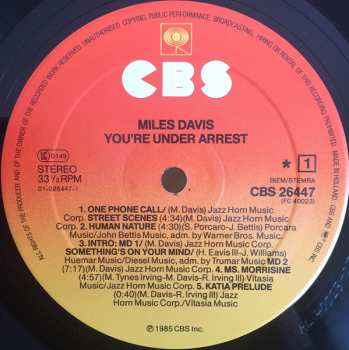 ALL RIGHTS OF THE PRODUCER AND OF THE OWNER OF THE RECORDED WORK RESERVED. UNAUTHORISED COPYING, PUBLIC PERFORMANCE, BROADCASTING, HIRING OR RENTAL OF THIS RECORD PROHIBITED. MADE IN HOLLAND
CBS
MILES DAVIS
YOU'RE UNDER ARREST
K 0149
STEREO
33⅓RPM
01-026447-1
* 1
BIEM/STEMRA
CBS 26447
(FC 40023)
1. ONE PHONE CALL/ (M. Davis) Jazz Horn Music
Corp. STREET SCENES (4:34)(M. Davis) Jazz Horn Music
Corp. 2. HUMAN NATURE (4:30)(S. Porcaro-J. Bettis) Porcara
Music/John Bettis Music, adm. by Warner Bros. Music
3. INTRO: MD 1/ (M. Davis) Jazz Horn Music Corp.
SOMETHING'S ON YOUR MIND/ (H. Eavis III-J. Williams)
Huemar Music/Diesel Music, adm. by Trumar Music MD 2
(7:17)(M. Davis) Jazz Horn Corp. 4. MS. MORRISINE
(4:57)(M. Tynes Irving-M. Davis-R. Irving III) Vitasia
Music/Jazz Horn Music Corp. 5. KATIA PRELUDE
(0:40)(M. Davis-R. Irving III) Jazz
Horn Music Corp./Vitasia Music
℗ 1985 CBS Inc.